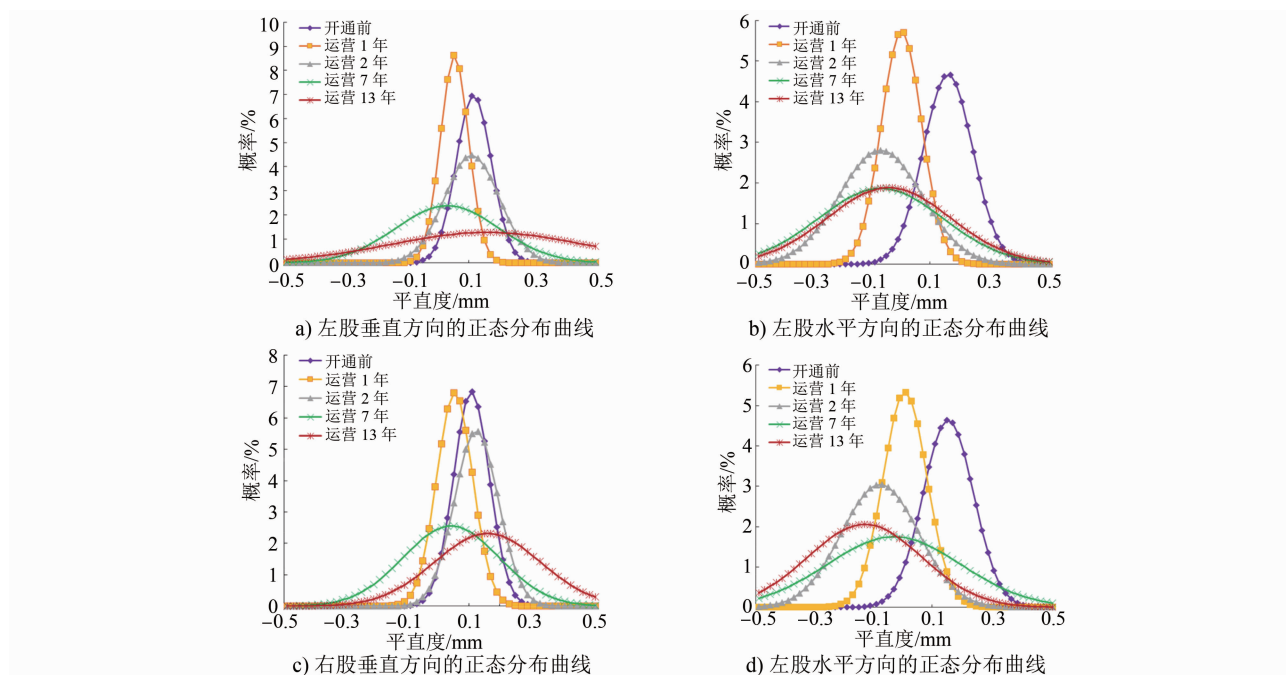 10
9
8
7
6
5
4
3
2
1
0
概率/%
开通前
运营 1 年
运营 2 年
运营 7 年
运营 13 年
−0.5 −0.3 −0.1 0.1 0.3 0.5
平直度/mm
a) 左股垂直方向的正态分布曲线
6
5
4
3
2
1
0
概率/%
开通前
运营 1 年
运营 2 年
运营 7 年
运营 13 年
−0.5 −0.3 −0.1 0.1 0.3 0.5
平直度/mm
b) 左股水平方向的正态分布曲线
8
7
6
5
4
3
2
1
0
概率/%
开通前
运营 1 年
运营 2 年
运营 7 年
运营 13 年
−0.5 −0.3 −0.1 0.1 0.3 0.5
平直度/mm
c) 右股垂直方向的正态分布曲线
6
5
4
3
2
1
0
概率/%
开通前
运营 1 年
运营 2 年
运营 7 年
运营 13 年
−0.5 −0.3 −0.1 0.1 0.3 0.5
平直度/mm
d) 左股水平方向的正态分布曲线